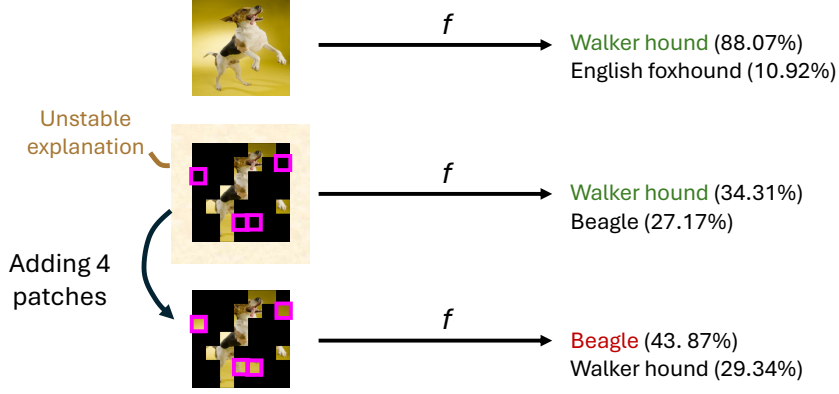 f
Walker hound (88.07%)
English foxhound (10.92%)
Unstable
explanation
f
Walker hound (34.31%)
Beagle (27.17%)
Adding 4
patches
f
Beagle (43. 87%)
Walker hound (29.34%)